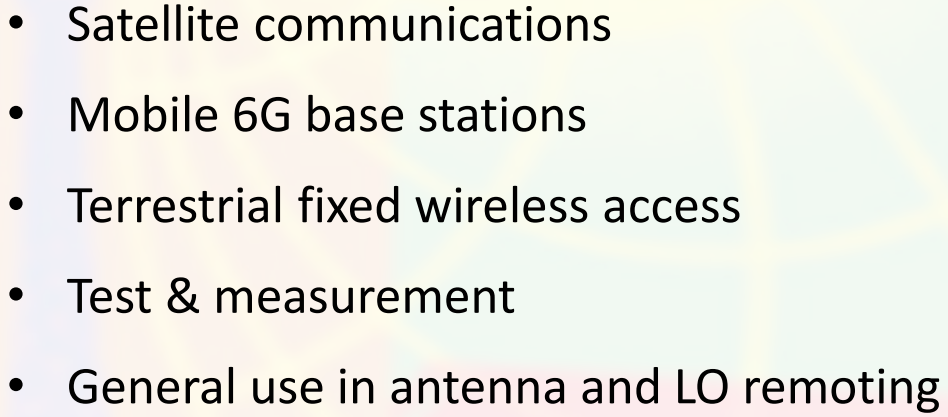 • Satellite communications
• Mobile 6G base stations
• Terrestrial fixed wireless access
• Test & measurement
• General use in antenna and LO remoting